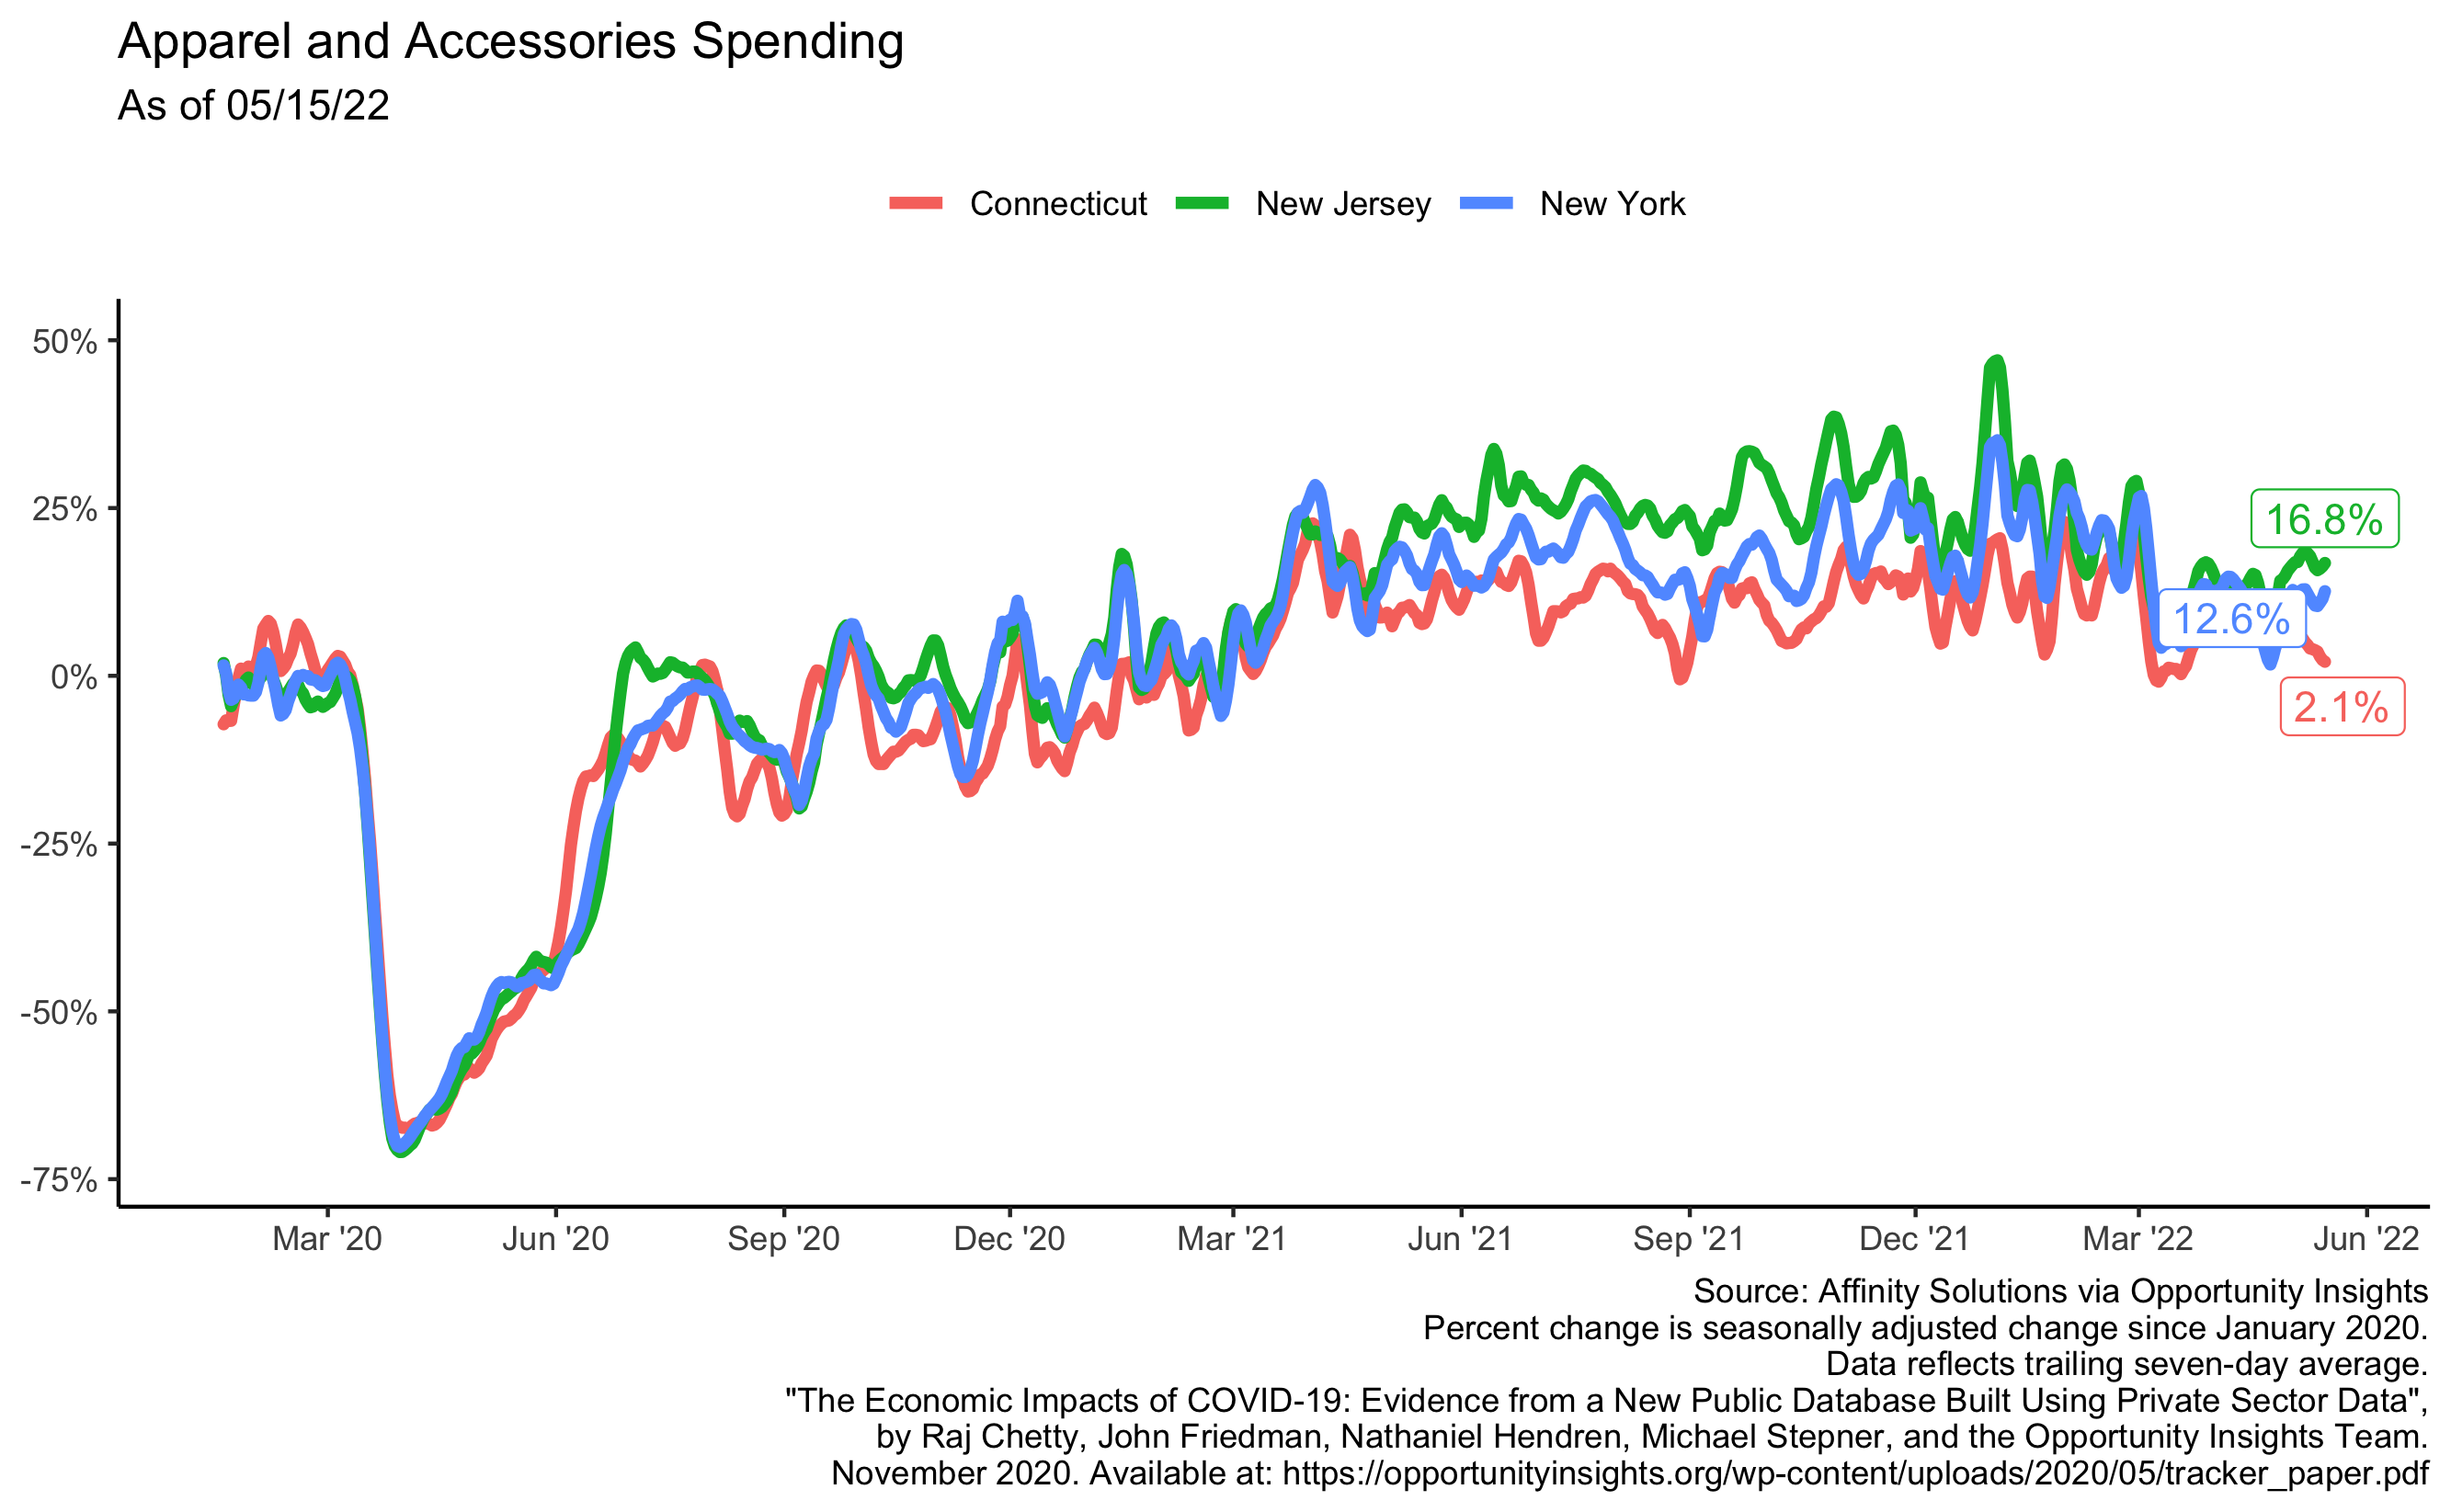 Apparel and Accessories Spending
As of 05/15/22
Connecticut New Jersey New York
50%
25%
0%
-25%
-50%
-75%
16.8%
12.6%
2.1%
Mar '20 Jun '20 Sep '20 Dec '20 Mar '21 Jun '21 Sep '21 Dec '21 Mar '22 Jun '22
Source: Affinity Solutions via Opportunity Insights
Percent change is seasonally adjusted change since January 2020.
Data reflects trailing seven-day average.
"The Economic Impacts of COVID-19: Evidence from a New Public Database Built Using Private Sector Data",
by Raj Chetty, John Friedman, Nathaniel Hendren, Michael Stepner, and the Opportunity Insights Team.
November 2020. Available at: https://opportunityinsights.org/wp-content/uploads/2020/05/tracker_paper.pdf